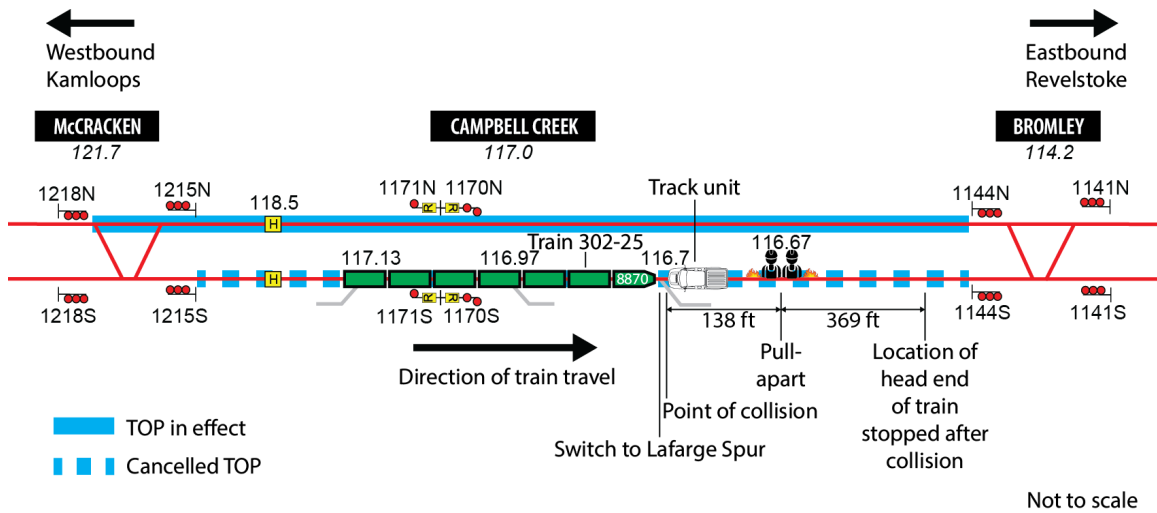 Westbound
Kamloops
Eastbound
Revelstoke
McCRACKEN
121.7
CAMPBELL CREEK
117.0
BROMLEY
114.2
1218N
1215N
118.5
1171N
1170N
Track unit
1144N
1141N
Train 302-25
117.13
116.97
116.7
116.67
H
R
R
H
8870
1218S
1215S
R
R
1171S
1170S
1144S
1141S
138 ft
369 ft
Direction of train travel
Pull-
apart
Location of
head end
of train
stopped after
collision
Point of collision
Switch to Lafarge Spur
TOP in effect
Cancelled TOP
Not to scale